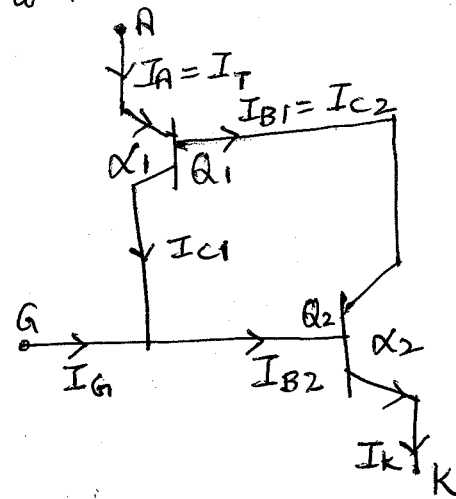 A
I_A = I_T
I_B1 = I_C2
α1
Q1
I_C1
G
Q2
α2
I_G
I_B2
I_K
K